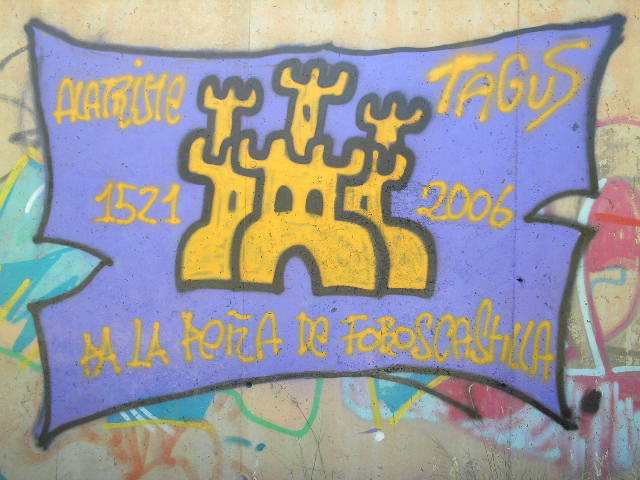 ALATRISTE
TAGUS
1521
2006
PA LA PEÑA DE FOROSCASTILLA